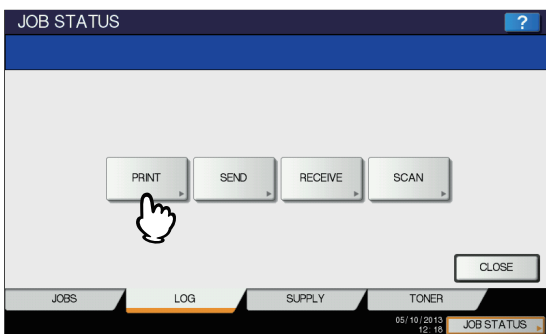 JOB STATUS ?
PRINT SEND RECEIVE SCAN
CLOSE
JOBS LOG SUPPLY TONER
05/10/2013
12:18 JOB STATUS